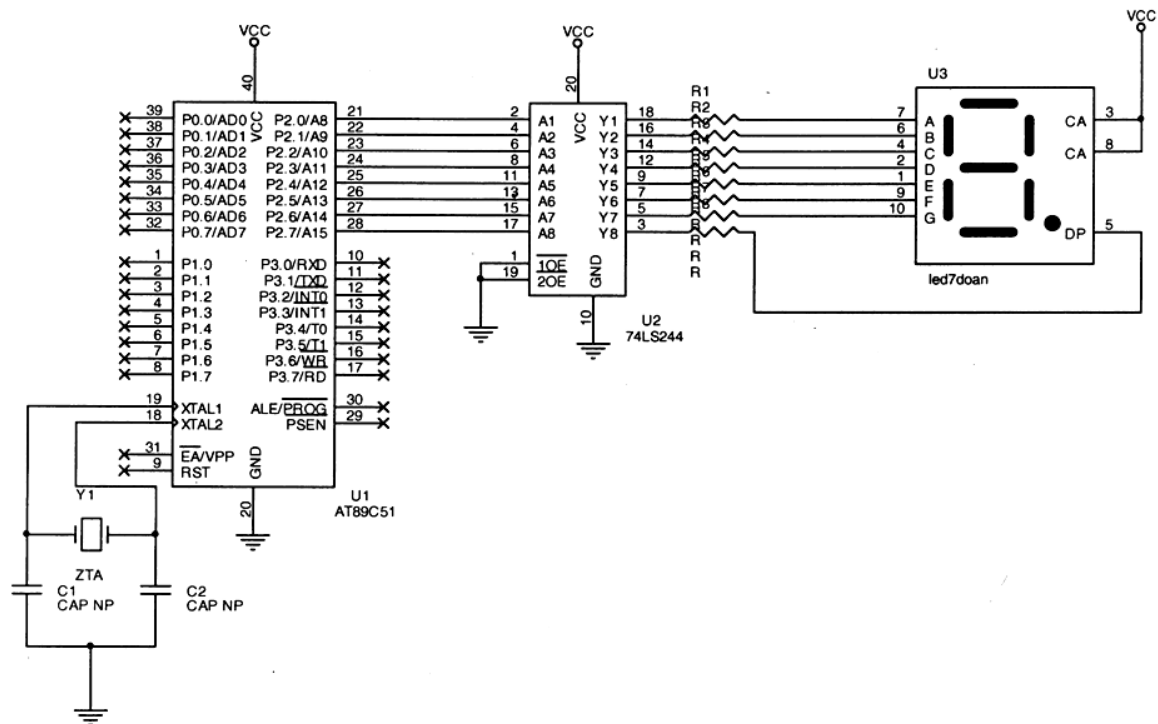 VCC
40
39 P0.0/AD0 P2.0/A8 21
38 P0.1/AD1 P2.1/A9 22
37 P0.2/AD2 P2.2/A10 23
36 P0.3/AD3 P2.3/A11 24
35 P0.4/AD4 P2.4/A12 25
34 P0.5/AD5 P2.5/A13 26
33 P0.6/AD6 P2.6/A14 27
32 P0.7/AD7 P2.7/A15 28
VCC
1 P1.0 P3.0/RXD 10
2 P1.1 P3.1/TXD 11
3 P1.2 P3.2/INT0 12
4 P1.3 P3.3/INT1 13
5 P1.4 P3.4/T0 14
6 P1.5 P3.5/T1 15
7 P1.6 P3.6/WR 16
8 P1.7 P3.7/RD 17
19 XTAL1 ALE/PROG 30
18 XTAL2 PSEN 29
31 EA/VPP
9 RST
GND
20
U1
AT89C51
Y1
ZTA
C1
CAP NP
C2
CAP NP
VCC
20
2 A1 Y1 18
4 A2 Y2 16
6 A3 Y3 14
8 A4 Y4 12
11 A5 Y5 9
13 A6 Y6 7
15 A7 Y7 5
17 A8 Y8 3
VCC
1 1OE
19 2OE
GND
10
U2
74LS244
R1
R2
R
R
R
VCC
U3
7 A CA 3
6 B
4 C CA 8
2 D
1 E
9 F
10 G
DP 5
led7doan